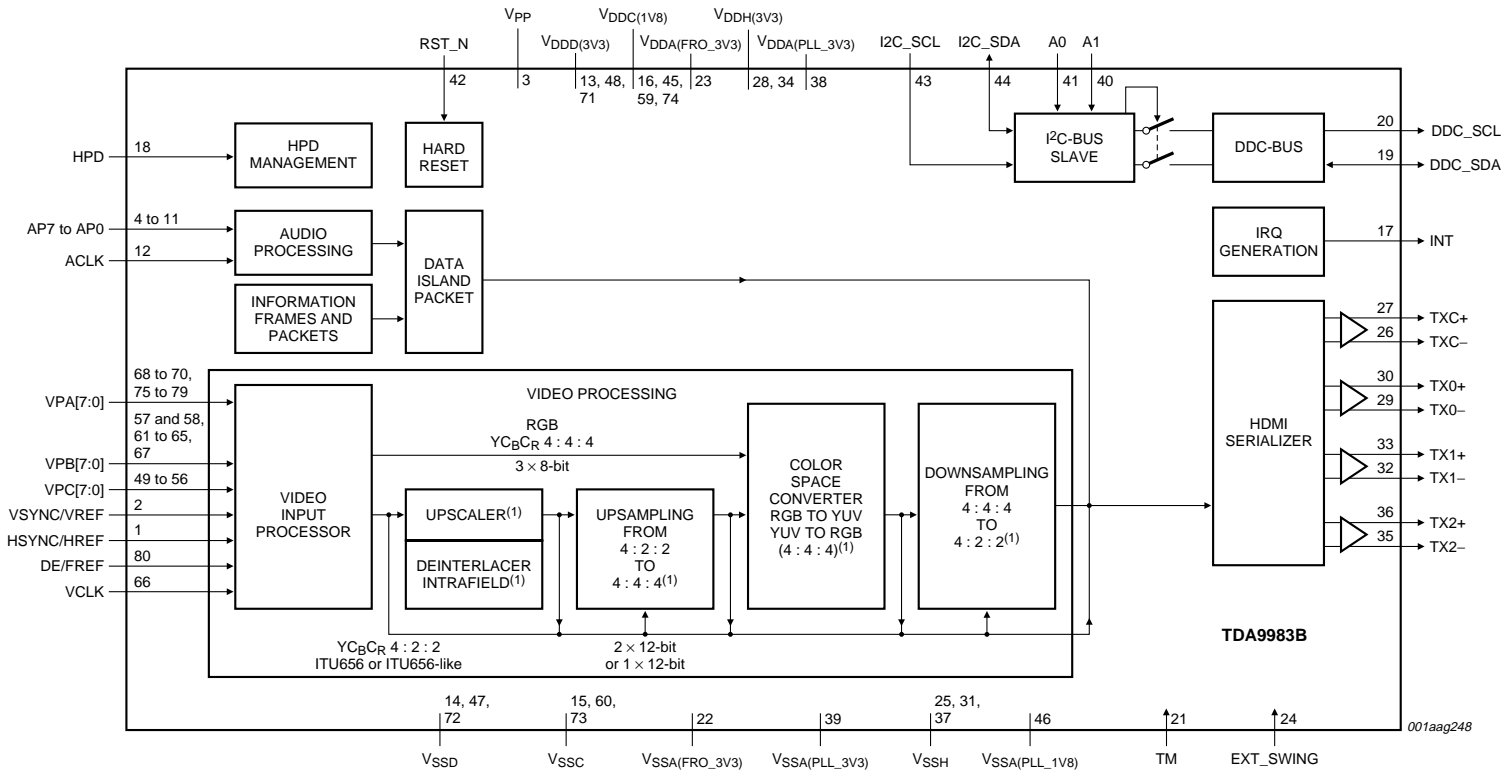 VPP
VDDD(3V3)
VDDC(1V8)
VDDA(FRO_3V3)
VDDH(3V3)
VDDA(PLL_3V3)
RST_N
I2C_SCL
I2C_SDA
A0
A1
42
3
13, 48,
71
16, 45,
59, 74
23
28, 34
38
43
44
41
40
HPD
18
HPD
MANAGEMENT
HARD
RESET
I2C-BUS
SLAVE
DDC-BUS
20
DDC_SCL
19
DDC_SDA
AP7 to AP0
4 to 11
ACLK
12
AUDIO
PROCESSING
DATA
ISLAND
PACKET
INFORMATION
FRAMES AND
PACKETS
IRQ
GENERATION
17
INT
HDMI
SERIALIZER
27
TXC+
26
TXC−
30
TX0+
29
TX0−
33
TX1+
32
TX1−
36
TX2+
35
TX2−
68 to 70,
75 to 79
VPA[7:0]
57 and 58,
61 to 65,
67
VPB[7:0]
49 to 56
VPC[7:0]
2
VSYNC/VREF
1
HSYNC/HREF
80
DE/FREF
66
VCLK
VIDEO PROCESSING
VIDEO
INPUT
PROCESSOR
RGB
YCBCR 4 : 4 : 4
3 × 8-bit
UPSCALER(1)
DEINTERLACER
INTRAFIELD(1)
UPSAMPLING
FROM
4 : 2 : 2
TO
4 : 4 : 4(1)
COLOR
SPACE
CONVERTER
RGB TO YUV
YUV TO RGB
(4 : 4 : 4)(1)
DOWNSAMPLING
FROM
4 : 4 : 4
TO
4 : 2 : 2(1)
YCBCR 4 : 2 : 2
ITU656 or ITU656-like
2 × 12-bit
or 1 × 12-bit
TDA9983B
14, 47,
72
15, 60,
73
22
39
25, 31,
37
46
21
24
VSSD
VSSC
VSSA(FRO_3V3)
VSSA(PLL_3V3)
VSSH
VSSA(PLL_1V8)
TM
EXT_SWING
001aag248